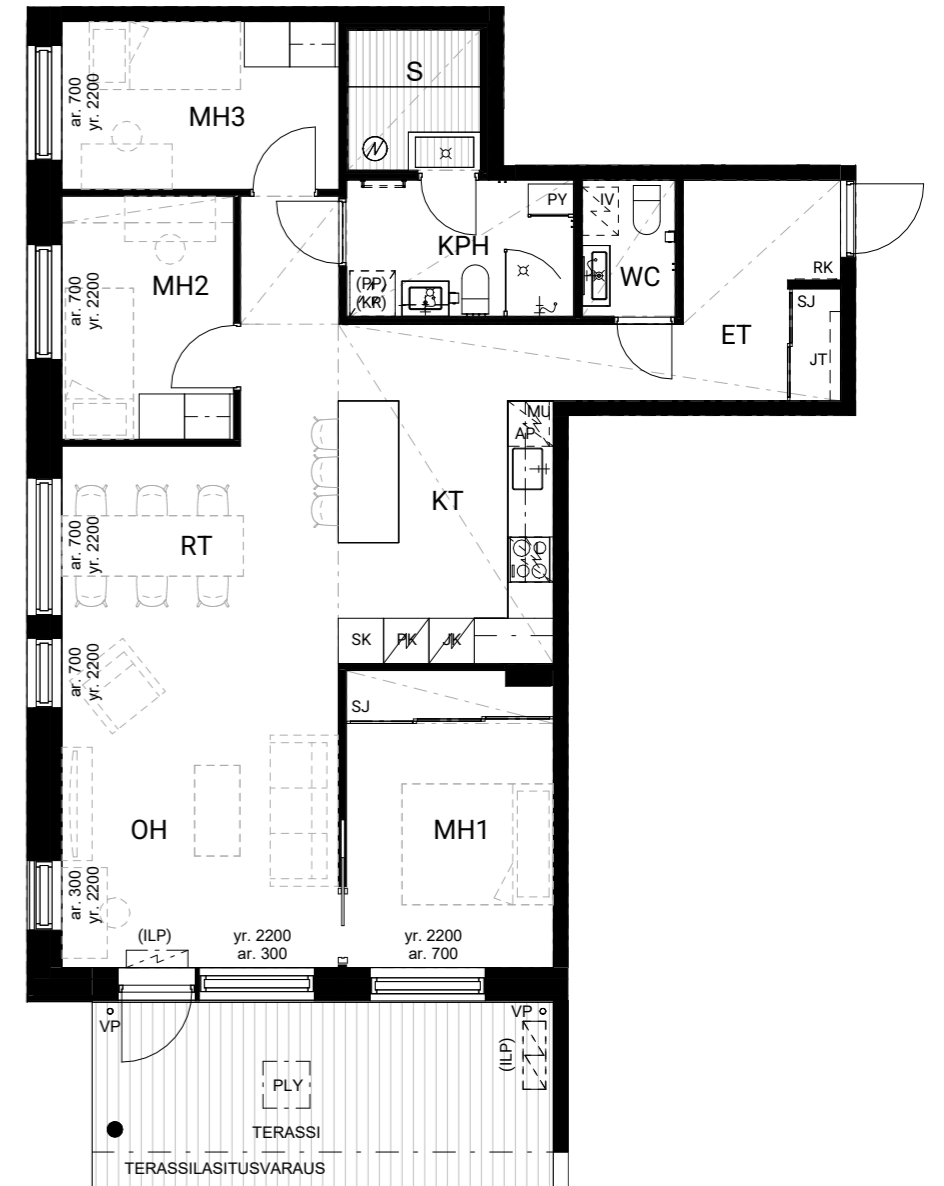 S
ar. 700
yr. 2200
MH3
PY
IV
KPH
WC
MH2
ar. 700
yr. 2200
(PP)
(KR)
RK
SJ
ET
JT
MU
AP
KT
RT
ar. 700
yr. 2200
SK
PK
JK
ar. 700
yr. 2200
SJ
OH
MH1
ar. 300
yr. 2200
(ILP)
yr. 2200
ar. 300
yr. 2200
ar. 700
VP
VP
(ILP)
PLY
TERASSI
TERASSILASITUSVARAUS